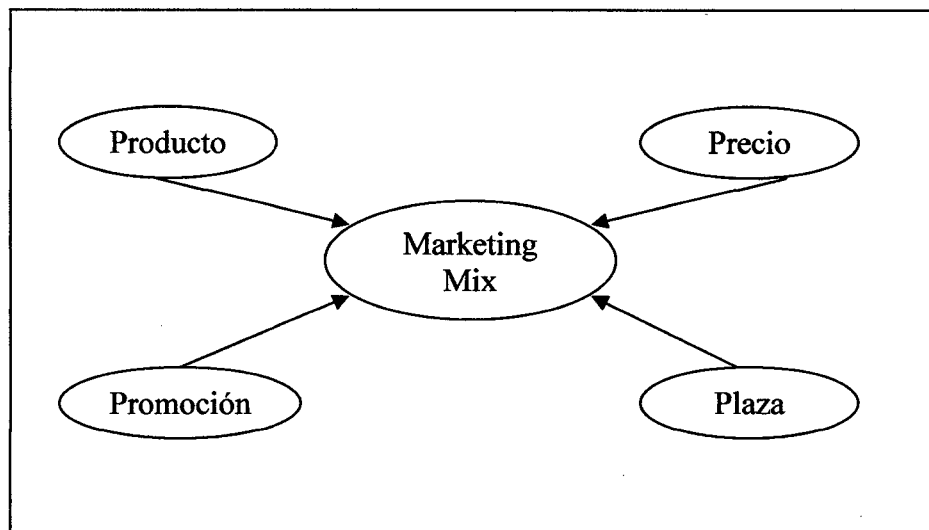 Producto
Precio
Marketing
Mix
Promoción
Plaza